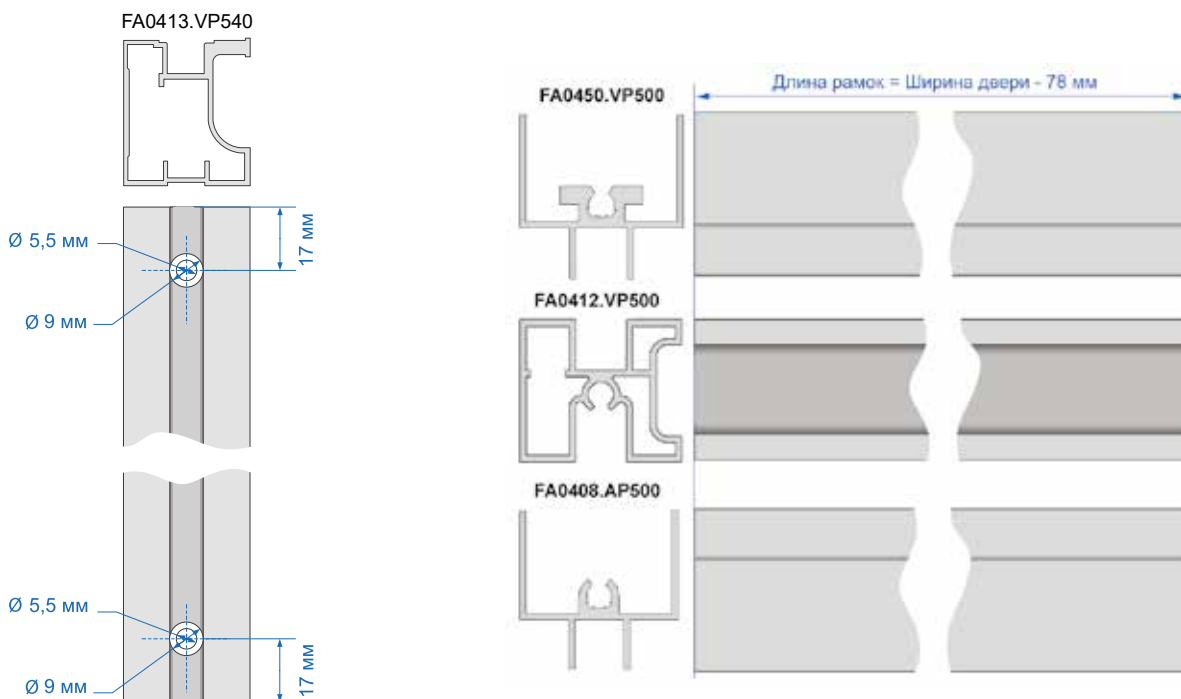 FA0413.VP540
Ø 5,5 мм
17 мм
Ø 9 мм
Ø 5,5 мм
17 мм
Ø 9 мм
Длина рамок = Ширина двери - 78 мм
FA0450.VP500
FA0412.VP500
FA0408.AP500